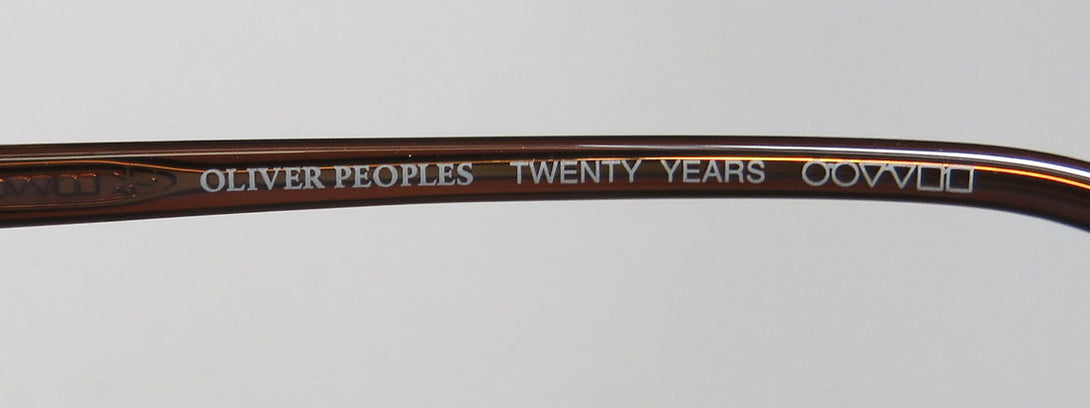 OLIVER PEOPLES TWENTY YEARS